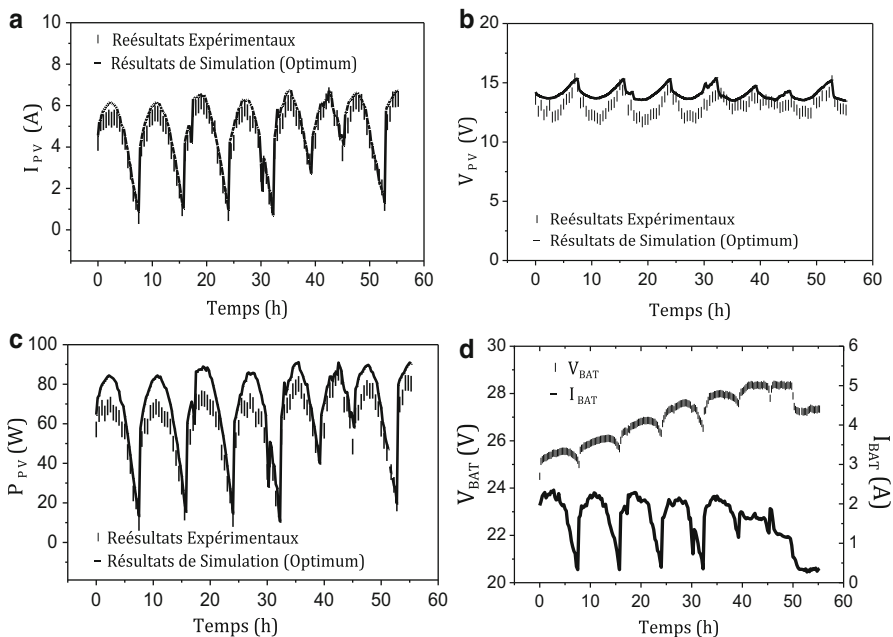 a
10
8
6
4
2
0
I PV (A)
Reésultats Expérimentaux
Résultats de Simulation (Optimum)
0 10 20 30 40 50 60
Temps (h)
b
20
15
10
5
0
V PV (V)
Reésultats Expérimentaux
Résultats de Simulation (Optimum)
0 10 20 30 40 50 60
Temps (h)
c
100
80
60
40
20
0
P PV (W)
Reésultats Expérimentaux
Résultats de Simulation (Optimum)
0 10 20 30 40 50 60
Temps (h)
d
30
28
26
24
22
20
V BAT (V)
V BAT
I BAT
6
5
4
3
2
1
0
I BAT (A)
0 10 20 30 40 50 60
Temps (h)